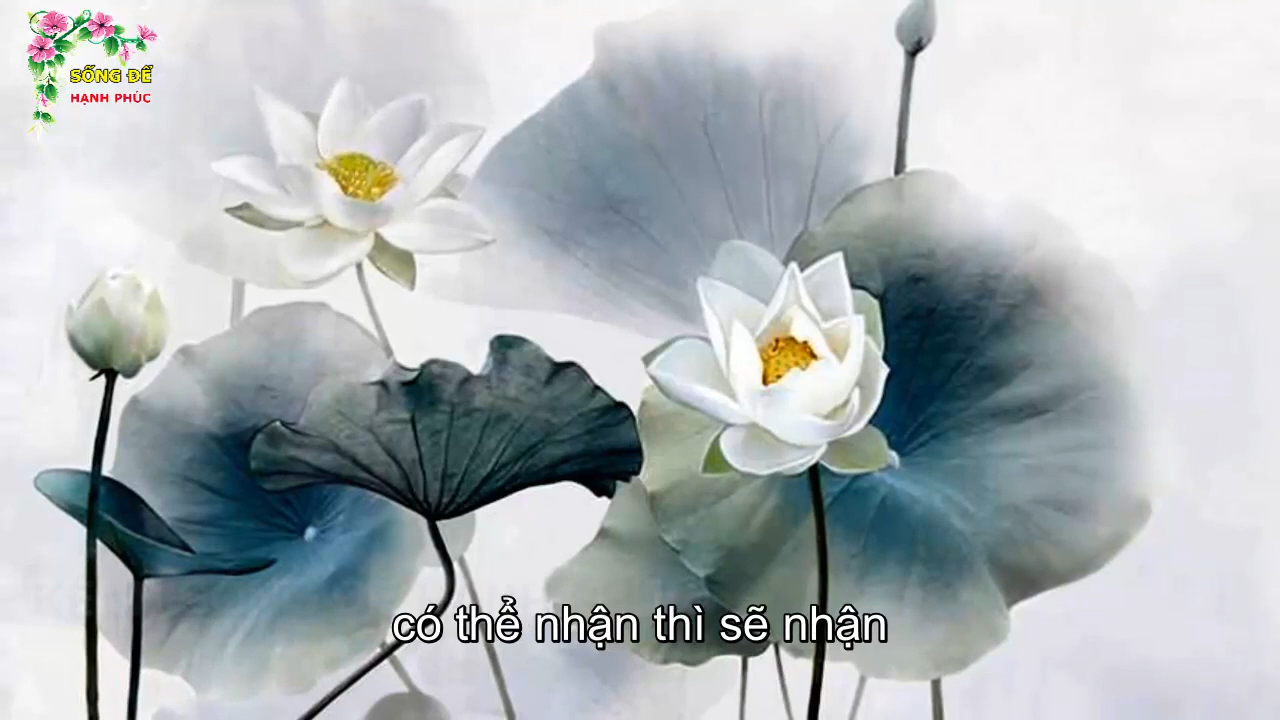 SỐNG ĐỂ
HẠNH PHÚC
có thể nhận thì sẽ nhận